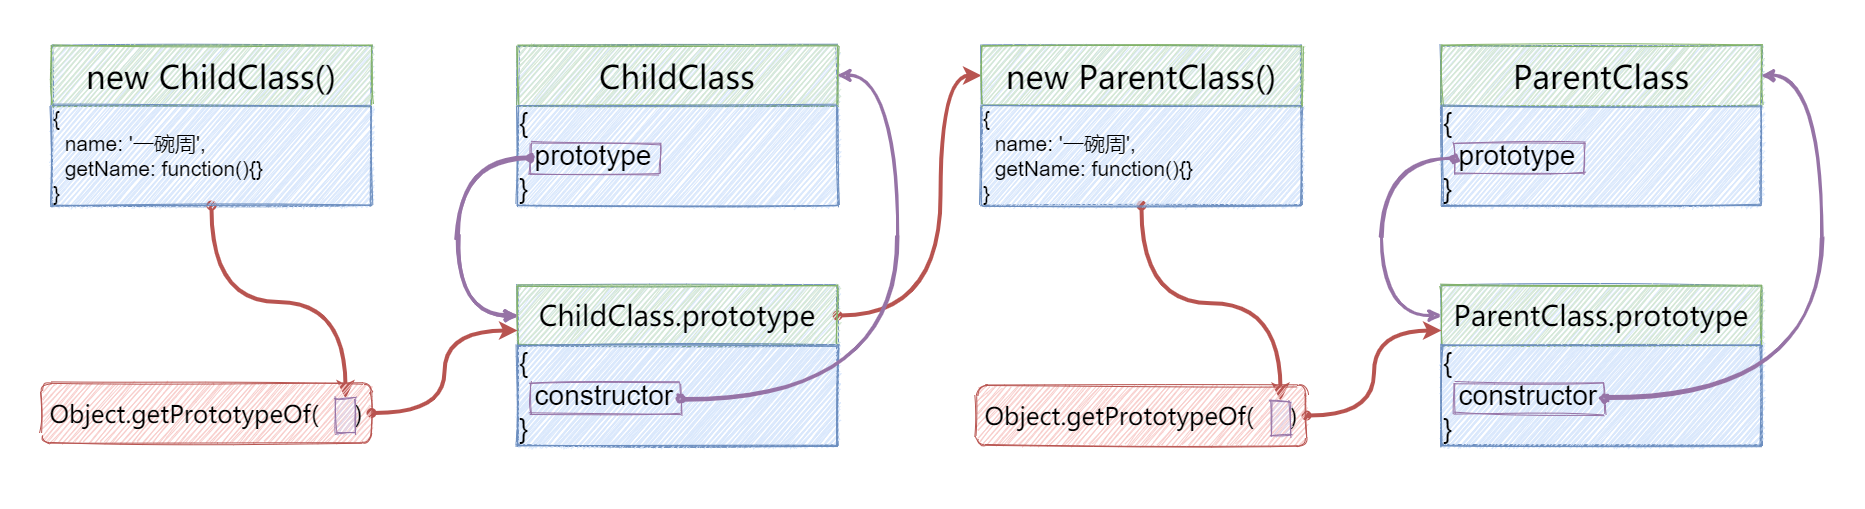 new ChildClass()
{
name: '一碗周',
getName: function(){}
}
Object.getPrototypeOf( )
ChildClass
{
prototype
}
ChildClass.prototype
{
constructor
}
new ParentClass()
{
name: '一碗周',
getName: function(){}
}
Object.getPrototypeOf( )
ParentClass
{
prototype
}
ParentClass.prototype
{
constructor
}